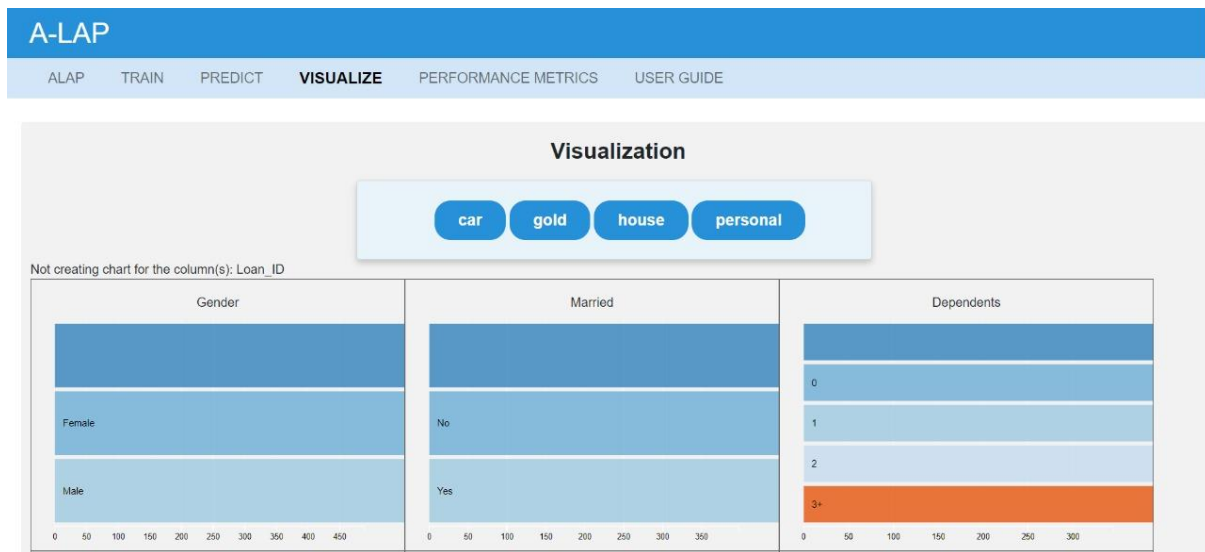 A-LAP
ALAP TRAIN PREDICT VISUALIZE PERFORMANCE METRICS USER GUIDE
Visualization
car gold house personal
Not creating chart for the column(s): Loan_ID
Gender
Female
Male
0 50 100 150 200 250 300 350 400 450
Married
No
Yes
0 50 100 150 200 250 300 350
Dependents
0
1
2
3+
0 50 100 150 200 250 300